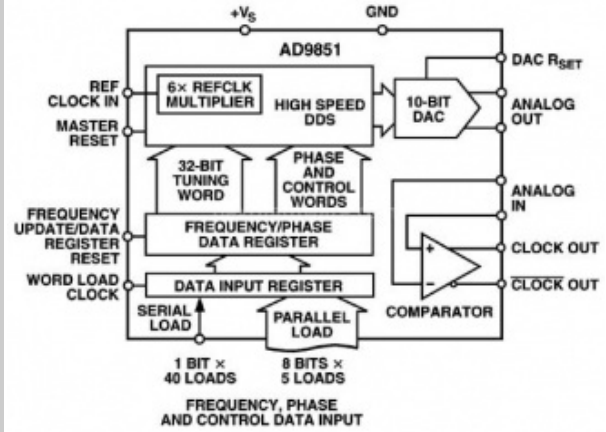 +VS
GND
AD9851
REF
CLOCK IN
6× REFCLK
MULTIPLIER
HIGH SPEED
DDS
10-BIT
DAC
DAC RSET
ANALOG
OUT
MASTER
RESET
32-BIT
TUNING
WORD
PHASE
AND
CONTROL
WORDS
ANALOG
IN
FREQUENCY
UPDATE/DATA
REGISTER
RESET
FREQUENCY/PHASE
DATA REGISTER
+
−
CLOCK OUT
CLOCK OUT
WORD LOAD
CLOCK
DATA INPUT REGISTER
COMPARATOR
SERIAL
LOAD
PARALLEL
LOAD
1 BIT ×
40 LOADS
8 BITS ×
5 LOADS
FREQUENCY, PHASE
AND CONTROL DATA INPUT